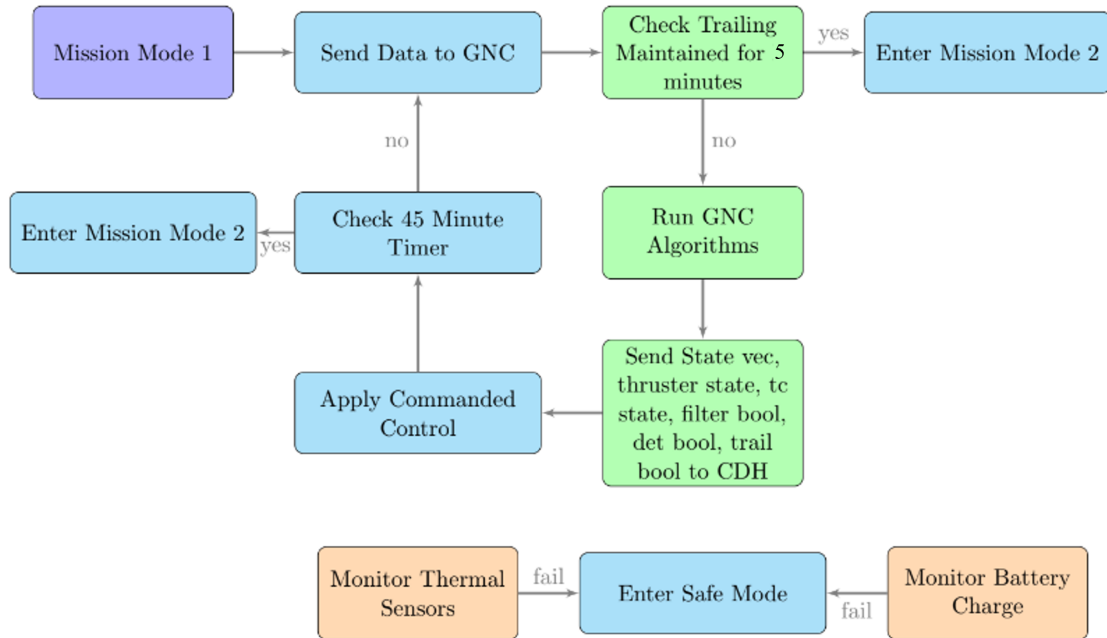 Mission Mode 1
Send Data to GNC
Check Trailing
Maintained for 5
minutes
yes
Enter Mission Mode 2
no
no
Enter Mission Mode 2
yes
Check 45 Minute
Timer
Run GNC
Algorithms
Apply Commanded
Control
Send State vec,
thruster state, tc
state, filter bool,
det bool, trail
bool to CDH
Monitor Thermal
Sensors
fail
Enter Safe Mode
fail
Monitor Battery
Charge